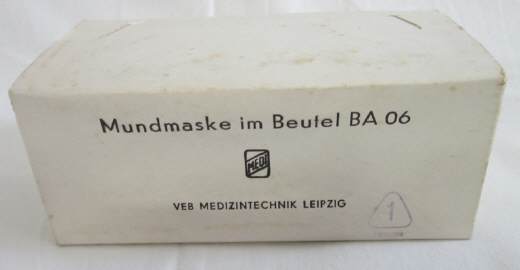 Mundmaske im Beutel BA 06
MEDI
VEB MEDIZINTECHNIK LEIPZIG
1